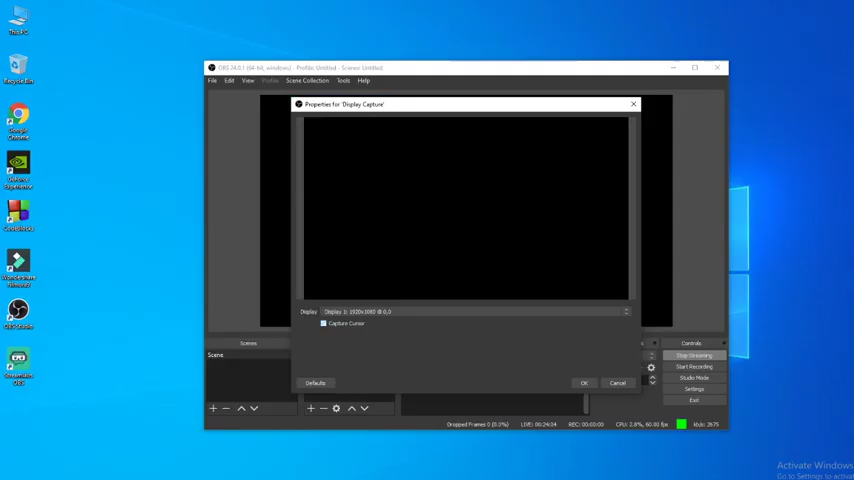 This PC
Recycle Bin
Google
Chrome
GeForce
Experience
CodeBlocks
Wondershare
Filmora9
OBS Studio
Streamlabs
OBS
OBS 24.0.1 (64-bit, windows) - Profile: Untitled - Scenes: Untitled
File Edit View Profile Scene Collection Tools Help
Properties for 'Display Capture'
Display Display 1: 1920x1080 @ 0,0
Capture Cursor
Defaults OK Cancel
Scenes
Scene
Controls
Stop Streaming
Start Recording
Studio Mode
Settings
Exit
Dropped Frames 0 (0.0%) LIVE: 00:24:04 REC: 00:00:00 CPU: 2.8%, 60.00 fps kb/s: 2675
Activate Windows
Go to Settings to activat